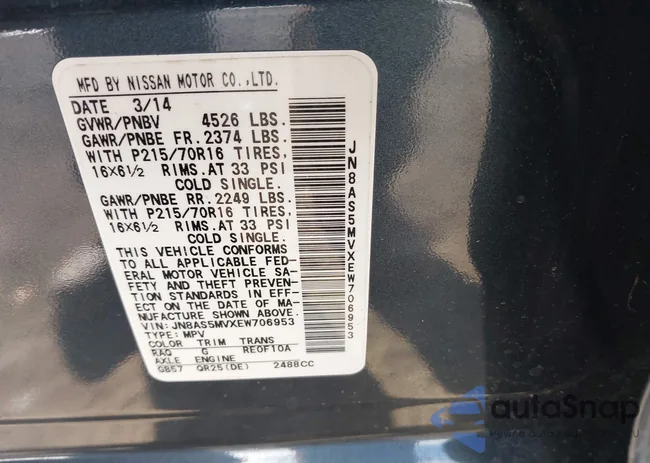 MFD BY NISSAN MOTOR CO.,LTD.
DATE 3/14
GVWR/PNBV 4526 LBS.
GAWR/PNBE FR. 2374 LBS.
WITH P215/70R16 TIRES,
16X6½ RIMS.AT 33 PSI
COLD SINGLE.
GAWR/PNBE RR. 2249 LBS.
WITH P215/70R16 TIRES,
16X6½ RIMS.AT 33 PSI
COLD SINGLE.
THIS VEHICLE CONFORMS
TO ALL APPLICABLE FED-
ERAL MOTOR VEHICLE SA-
FETY AND THEFT PREVEN-
TION STANDARDS IN EFF-
ECT ON THE DATE OF MA-
NUFACTURE SHOWN ABOVE.
VIN: JN8AS5MVXEW706953
TYPE: MPV
COLOR TRIM TRANS
RAQ G RE0F10A
AXLE ENGINE
GB57 QR25(DE) 2488CC
JN8AS5MVXEW706953
autoSnap